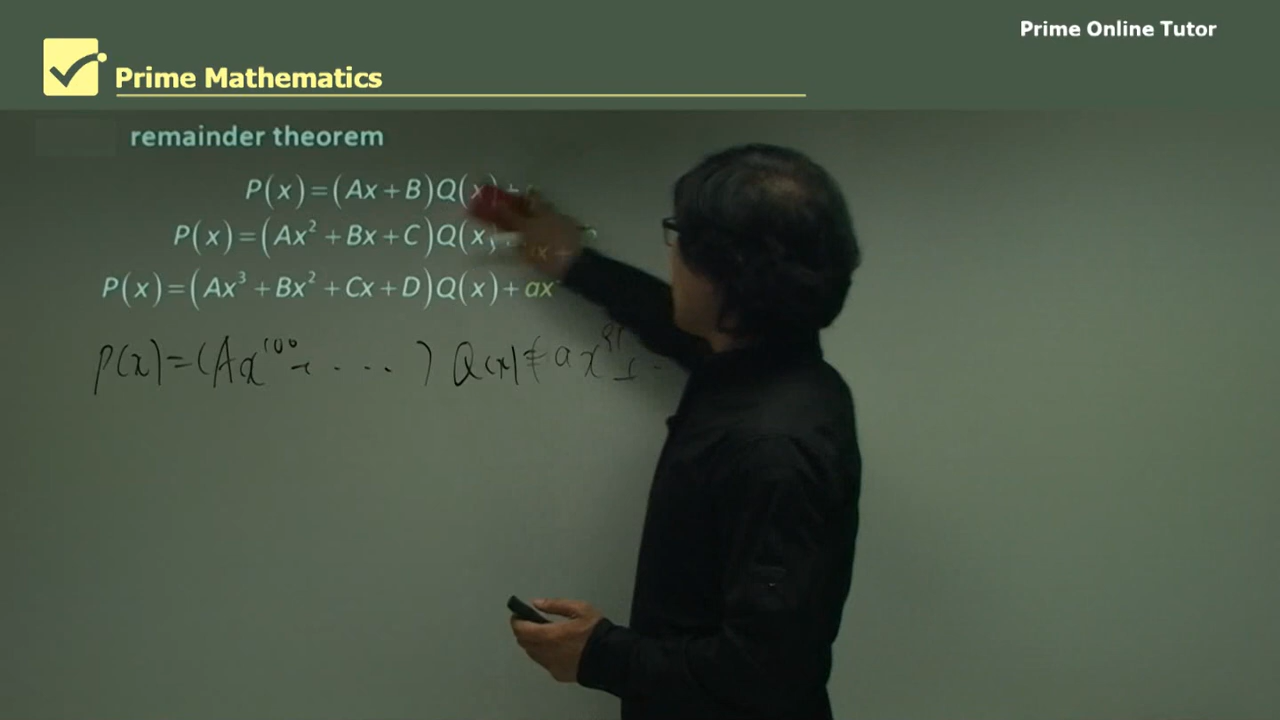 Prime Online Tutor
Prime Mathematics
remainder theorem
P(x)=(Ax+B)Q(x)+
P(x)=(Ax²+Bx+C)Q(x)
P(x)=(Ax³+Bx²+Cx+D)Q(x)+ax
P(x)=(Ax¹⁰⁰+....)Q(x)+ax⁹⁹+.